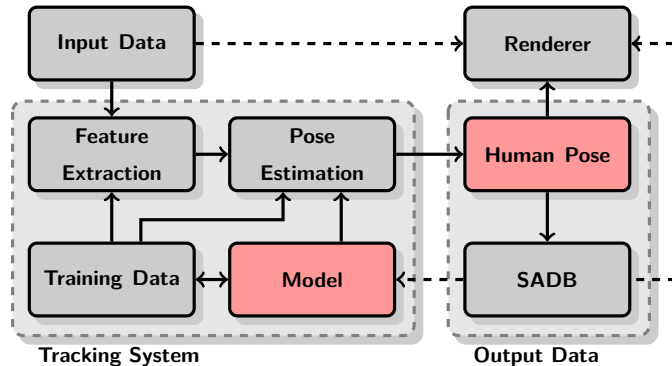 Input Data
Renderer
Feature
Extraction
Pose
Estimation
Human Pose
Training Data
Model
SADB
Tracking System
Output Data